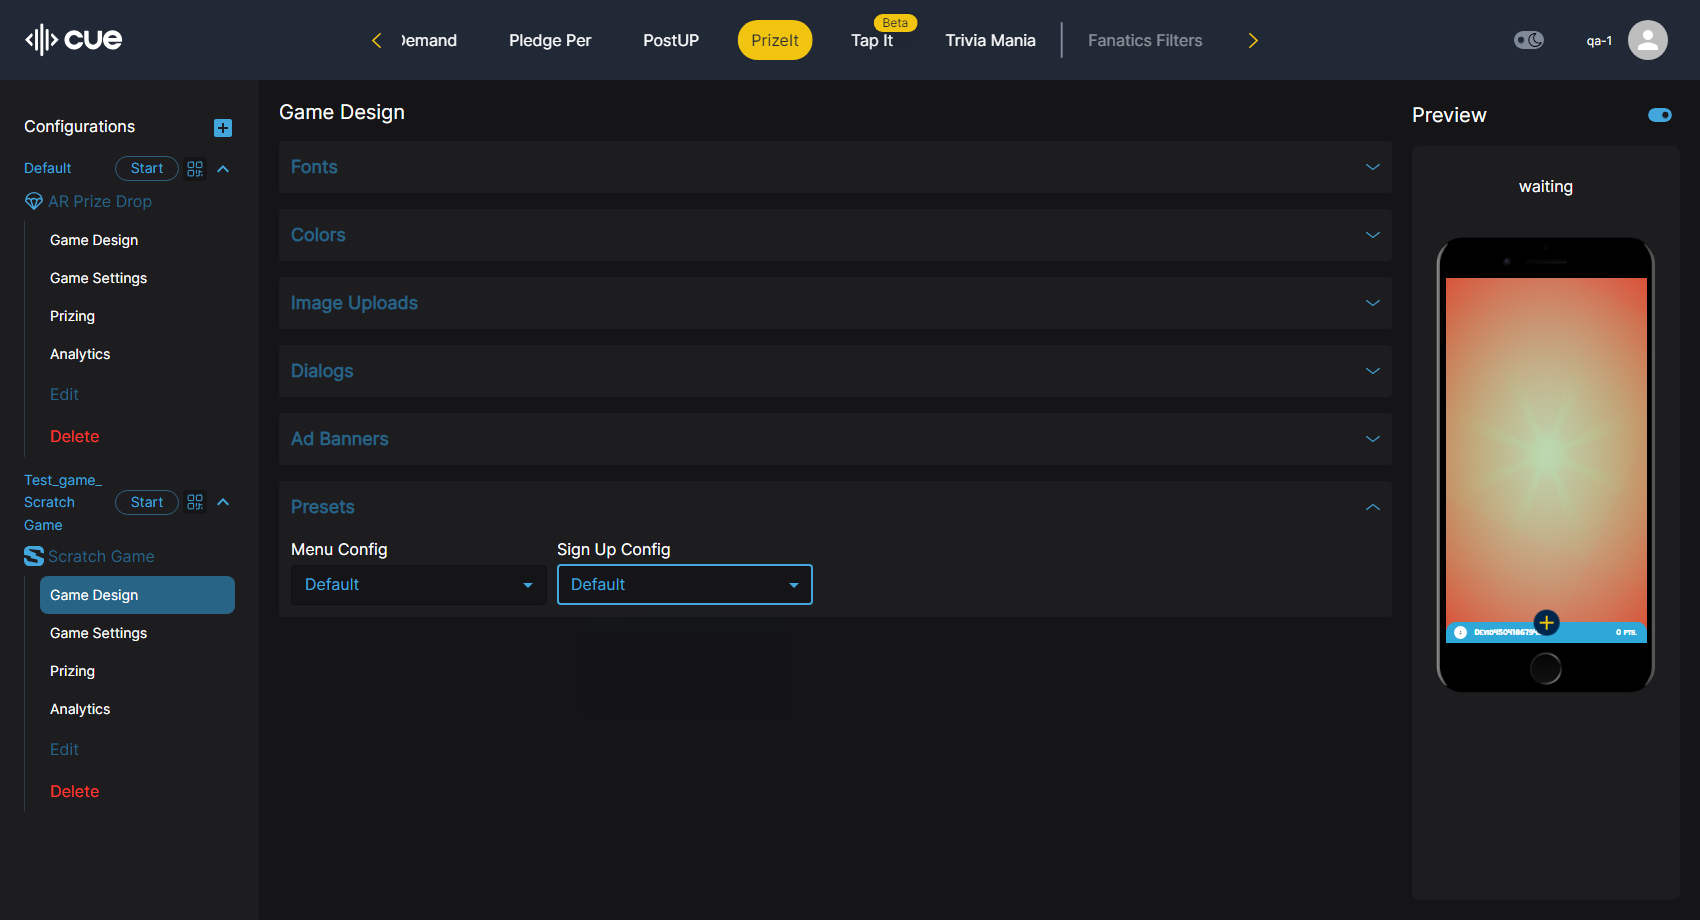 cue
Demand
Pledge Per
PostUP
PrizeIt
Beta
Tap It
Trivia Mania
Fanatics Filters
qa-1
Configurations
Default
Start
AR Prize Drop
Game Design
Game Settings
Prizing
Analytics
Edit
Delete
Test_game_
Scratch
Game
Start
Scratch Game
Game Design
Game Settings
Prizing
Analytics
Edit
Delete
Game Design
Fonts
Colors
Image Uploads
Dialogs
Ad Banners
Presets
Menu Config
Sign Up Config
Default
Default
Preview
waiting
0 PTS.